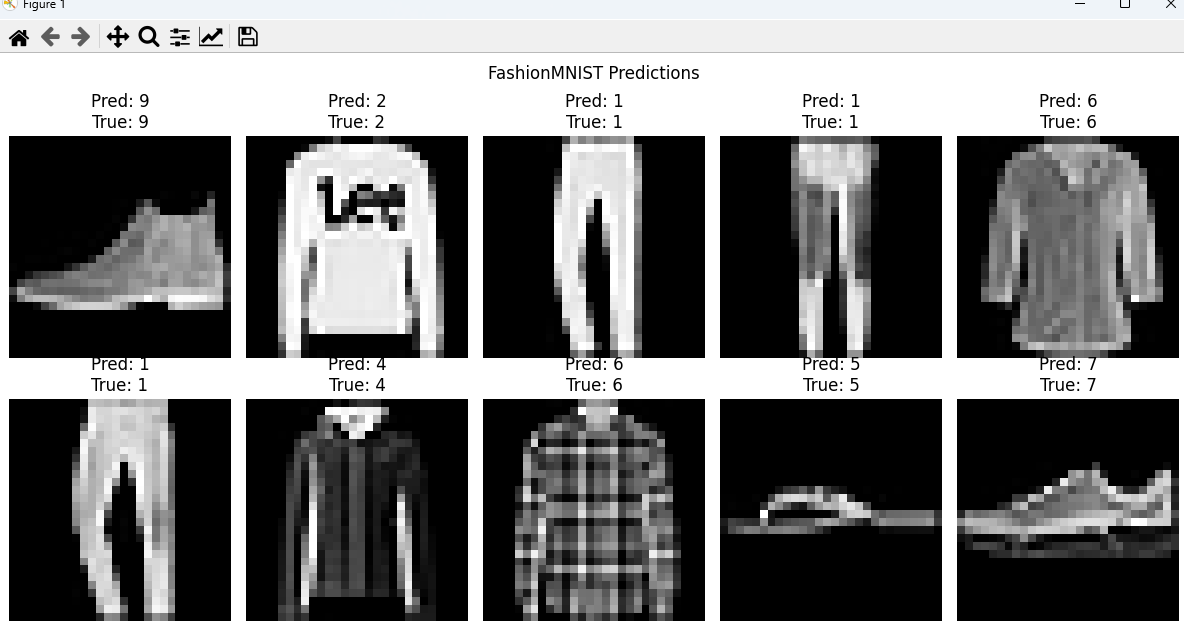 Figure 1
FashionMNIST Predictions
Pred: 9
True: 9
Pred: 2
True: 2
Pred: 1
True: 1
Pred: 1
True: 1
Pred: 6
True: 6
Lee
Pred: 1
True: 1
Pred: 4
True: 4
Pred: 6
True: 6
Pred: 5
True: 5
Pred: 7
True: 7